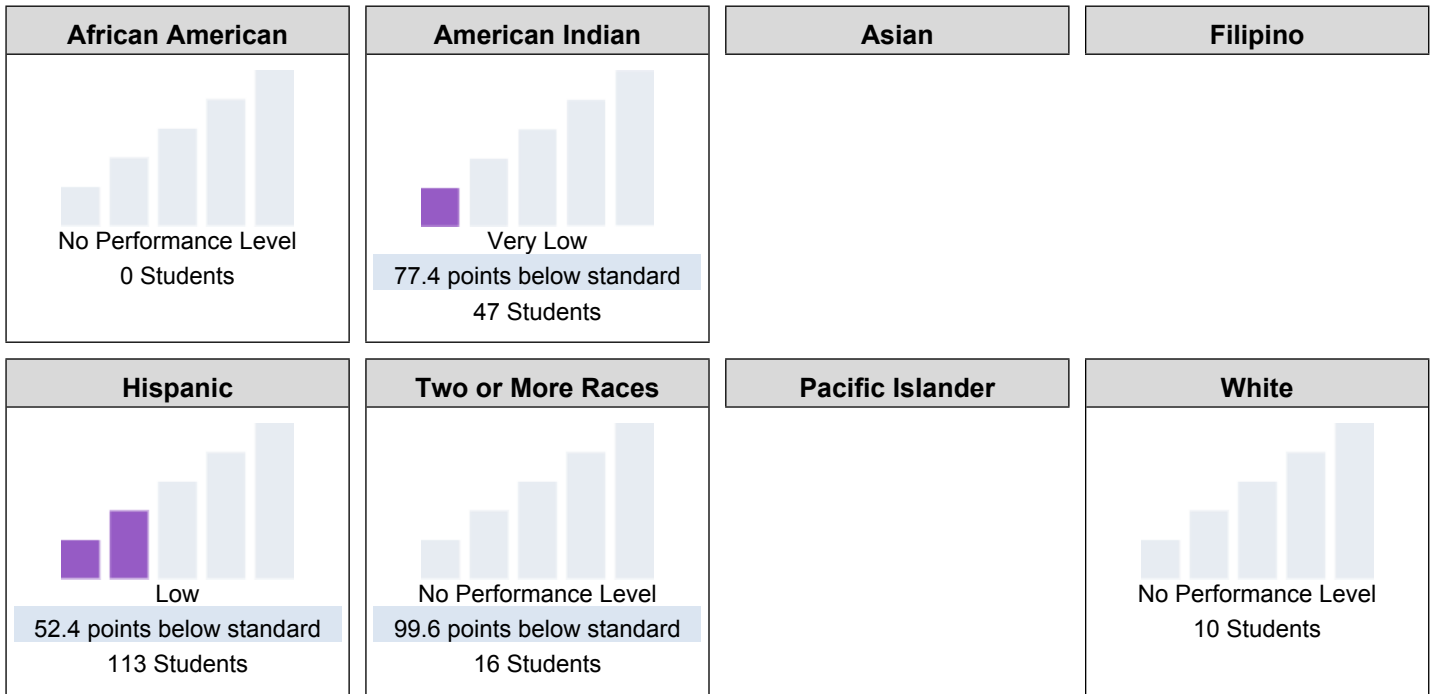 African American
American Indian
Asian
Filipino
No Performance Level
0 Students
Very Low
77.4 points below standard
47 Students
Hispanic
Two or More Races
Pacific Islander
White
Low
52.4 points below standard
113 Students
No Performance Level
99.6 points below standard
16 Students
No Performance Level
10 Students